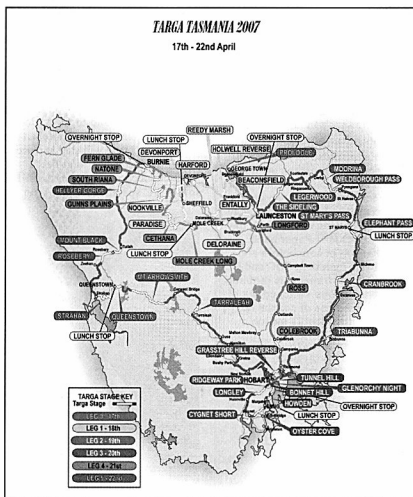 TARGA TASMANIA 2007
17th - 22nd April
REEDY MARSH
OVERNIGHT STOP
LUNCH STOP
OVERNIGHT STOP
DEVONPORT
HOLWELL REVERSE
PROLOGUE
BURNIE
HARFORD
GEORGE TOWN
FERN GLADE
BEACONSFIELD
MOORINA
NATONE
WELDBOROUGH PASS
SOUTH RIANA
LEGERWOOD
HELLYER GORGE
NOOKVILLE
SHEFFIELD
ENTALLY
THE SIDELING
GUNNS PLAINS
LAUNCESTON
ST MARY'S PASS
PARADISE
LONGFORD
ELEPHANT PASS
CETHANA
MOLE CREEK
DELORAINE
LUNCH STOP
MOUNT BLACK
LUNCH STOP
MOLE CREEK LONG
ROSEBERY
MT ARROWSMITH
ROSS
CRANBROOK
QUEENSTOWN
TARRALEAH
STRAHAN
QUEENSTOWN
COLEBROOK
TRIABUNNA
LUNCH STOP
GRASSTREE HILL REVERSE
TUNNEL HILL
RIDGEWAY PARK
HOBART
GLENORCHY NIGHT
LONGLEY
BONNET HILL
HOWDEN
OVERNIGHT STOP
CYGNET SHORT
LUNCH STOP
OYSTER COVE
TARGA STAGE KEY
Targa Stage
LEG 1 - 18th
LEG 2 - 19th
LEG 3 - 20th
LEG 4 - 21st